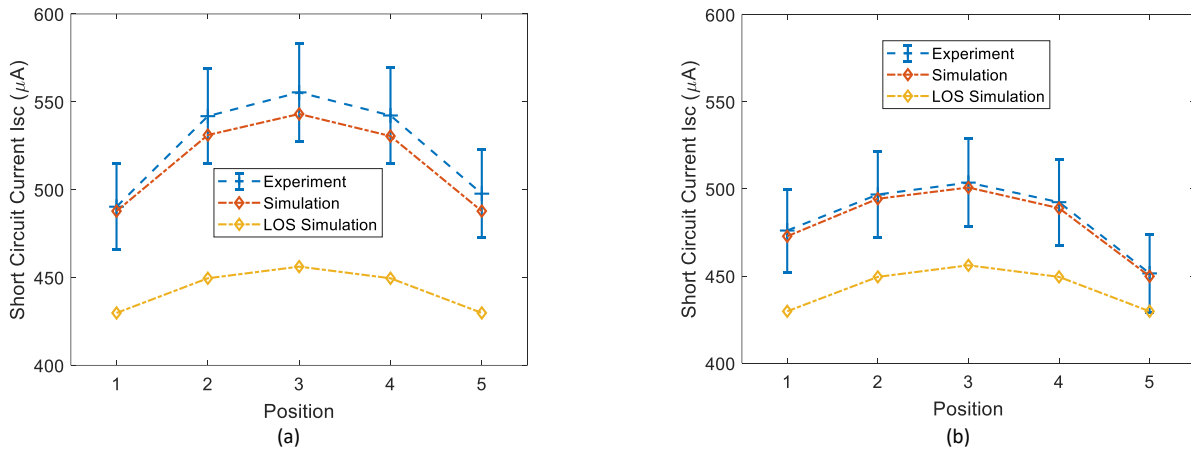 600
550
500
450
400
Short Circuit Current Isc (μA)
Experiment
Simulation
LOS Simulation
1 2 3 4 5
Position
(a)
600
550
500
450
400
Short Circuit Current Isc (μA)
Experiment
Simulation
LOS Simulation
1 2 3 4 5
Position
(b)